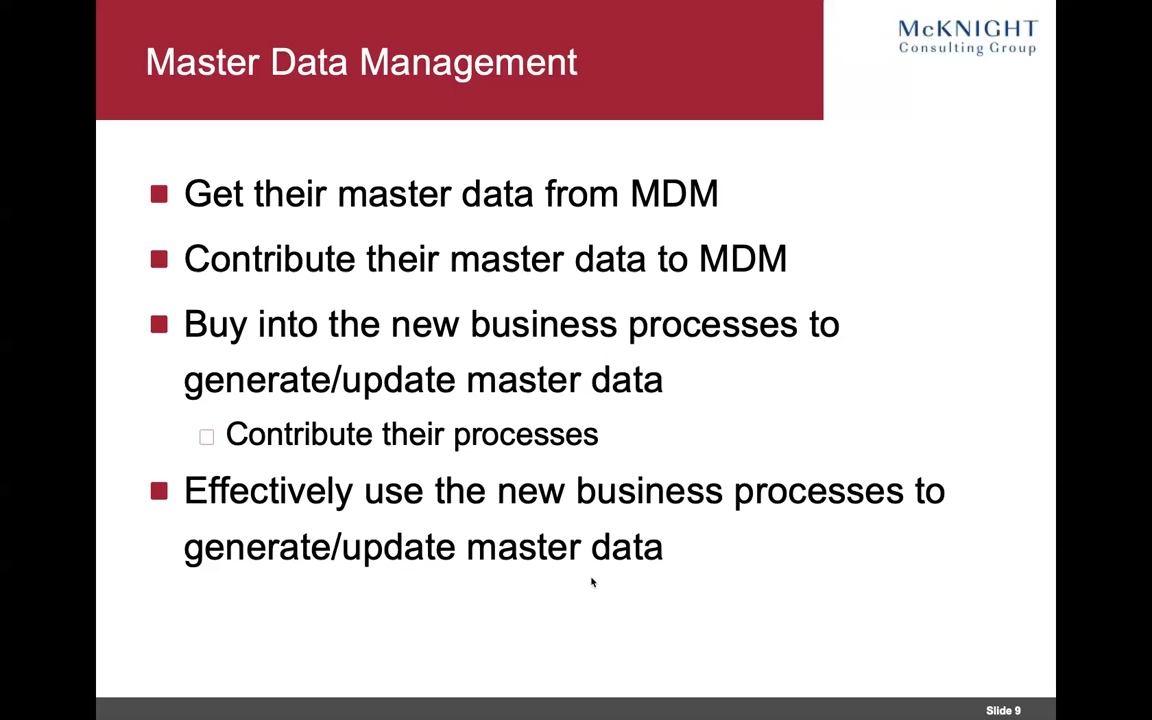 Master Data Management
McKNIGHT
Consulting Group
Get their master data from MDM
Contribute their master data to MDM
Buy into the new business processes to
generate/update master data
Contribute their processes
Effectively use the new business processes to
generate/update master data
Slide 9